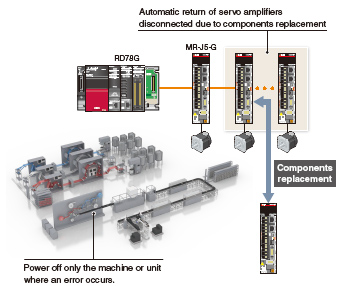 Automatic return of servo amplifiers
disconnected due to components replacement
MR-J5-G
RD78G
Components
replacement
Power off only the machine or unit
where an error occurs.